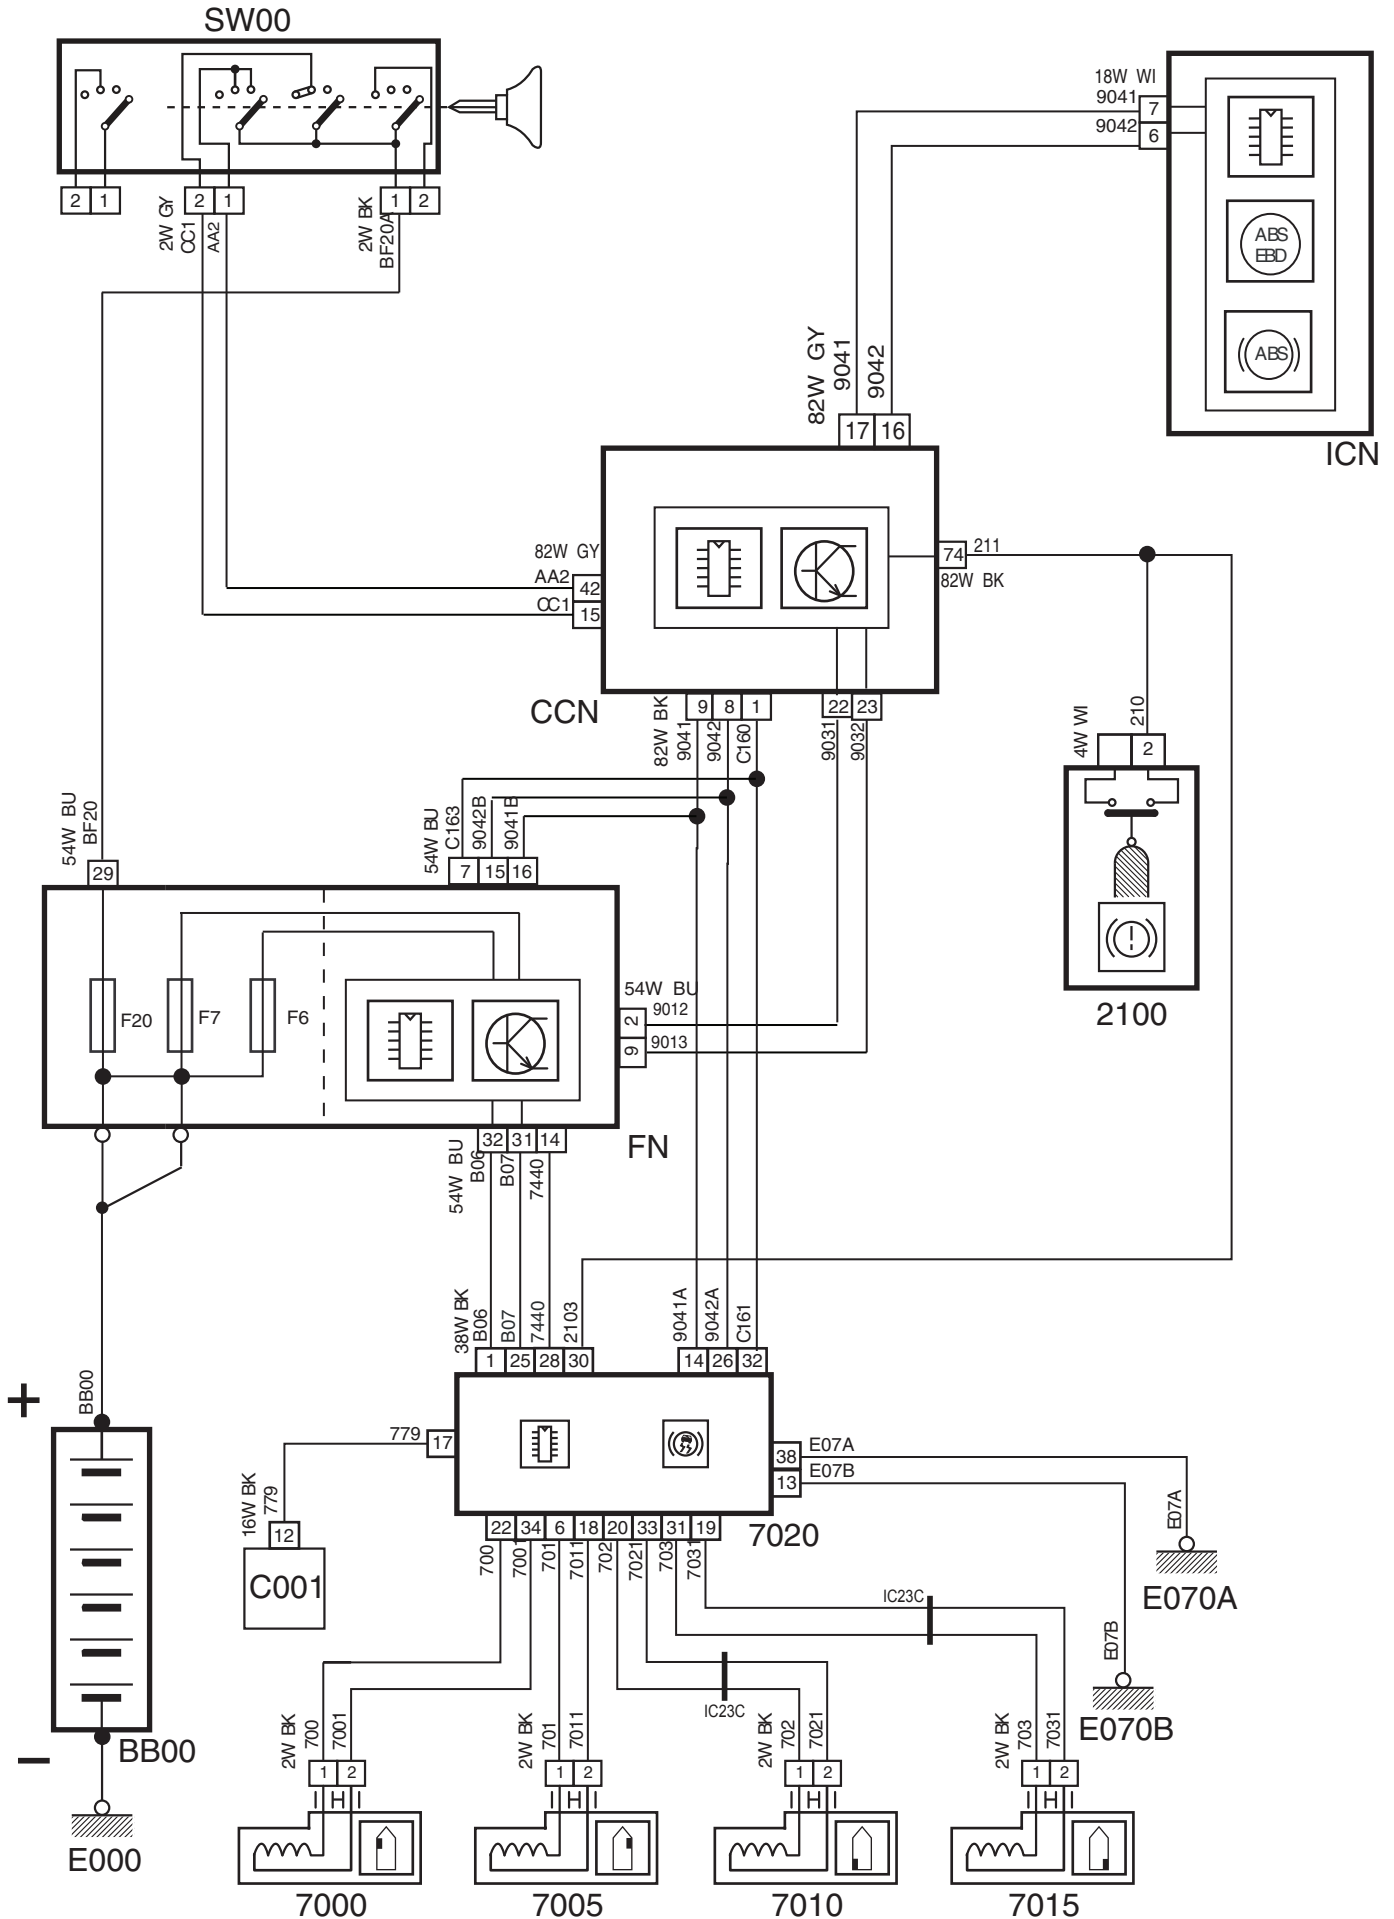 SW00
2 1
2W GY
CC1
2
AA2
1
2W BK
BF20A
1 2
18W WI
9041
7
9042
6
ABS
EBD
ABS
ICN
82W GY
9041
9042
17 16
82W GY
AA2
42
CC1
15
74
211
82W BK
CCN
82W BK
9 8 1 22 23
9041
9042
C160
9031
9032
4W WI
210
2
2100
54W BU
BF20
29
54W BU
C163
9042B
9041B
7 15 16
F20
F7
F6
54W BU
2
9012
9
9013
FN
32 31 14
54W BU
B06
B07
7440
38W BK
B06
B07
7440
2103
9041A
9042A
C161
1 25 28 30 14 26 32
779
17
38
E07A
13
E07B
7020
22 34 6 18 20 33 31 19
700
7001
701
7011
702
7021
703
7031
16W BK
779
12
C001
E07A
E070A
E07B
E070B
IC23C
IC23C
+
BB00
–
BB00
E000
2W BK
700
7001
1 2
7000
2W BK
701
7011
1 2
7005
2W BK
702
7021
1 2
7010
2W BK
703
7031
1 2
7015